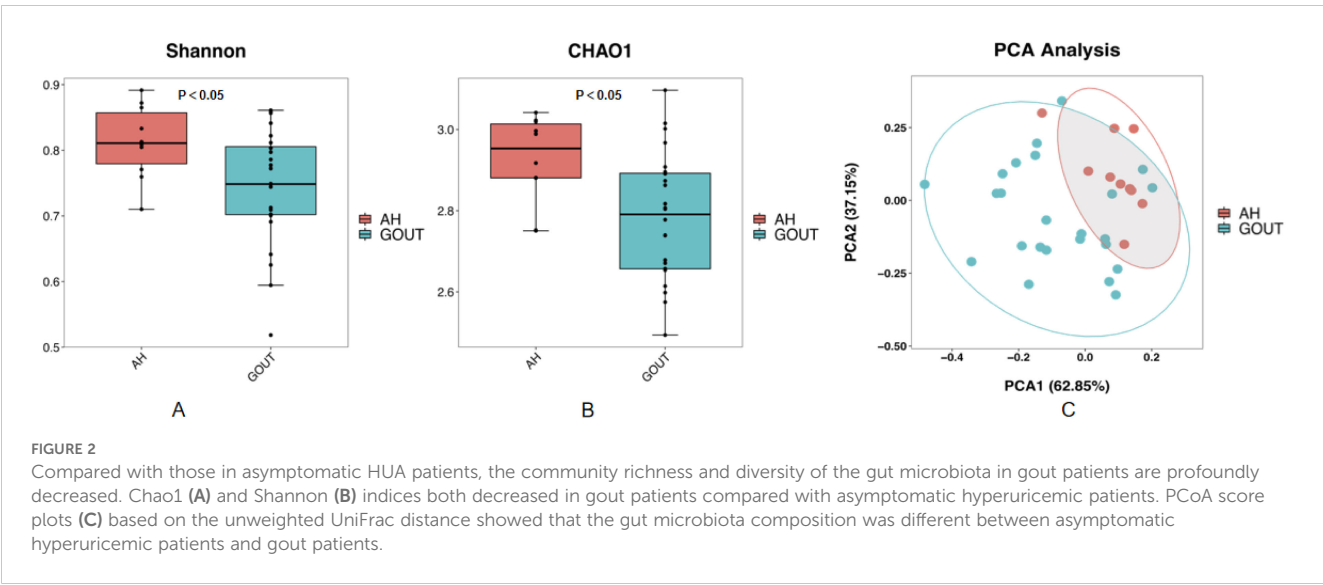 Shannon
0.9
0.8
0.7
0.6
0.5
P < 0.05
AH
GOUT
AH
GOUT
A
CHAO1
3.0
2.8
2.6
P < 0.05
AH
GOUT
AH
GOUT
B
PCA Analysis
PCA2 (37.15%)
0.25
0.00
−0.25
−0.50
−0.4
−0.2
0.0
0.2
PCA1 (62.85%)
AH
GOUT
C
FIGURE 2
Compared with those in asymptomatic HUA patients, the community richness and diversity of the gut microbiota in gout patients are profoundly
decreased. Chao1 (A) and Shannon (B) indices both decreased in gout patients compared with asymptomatic hyperuricemic patients. PCoA score
plots (C) based on the unweighted UniFrac distance showed that the gut microbiota composition was different between asymptomatic
hyperuricemic patients and gout patients.